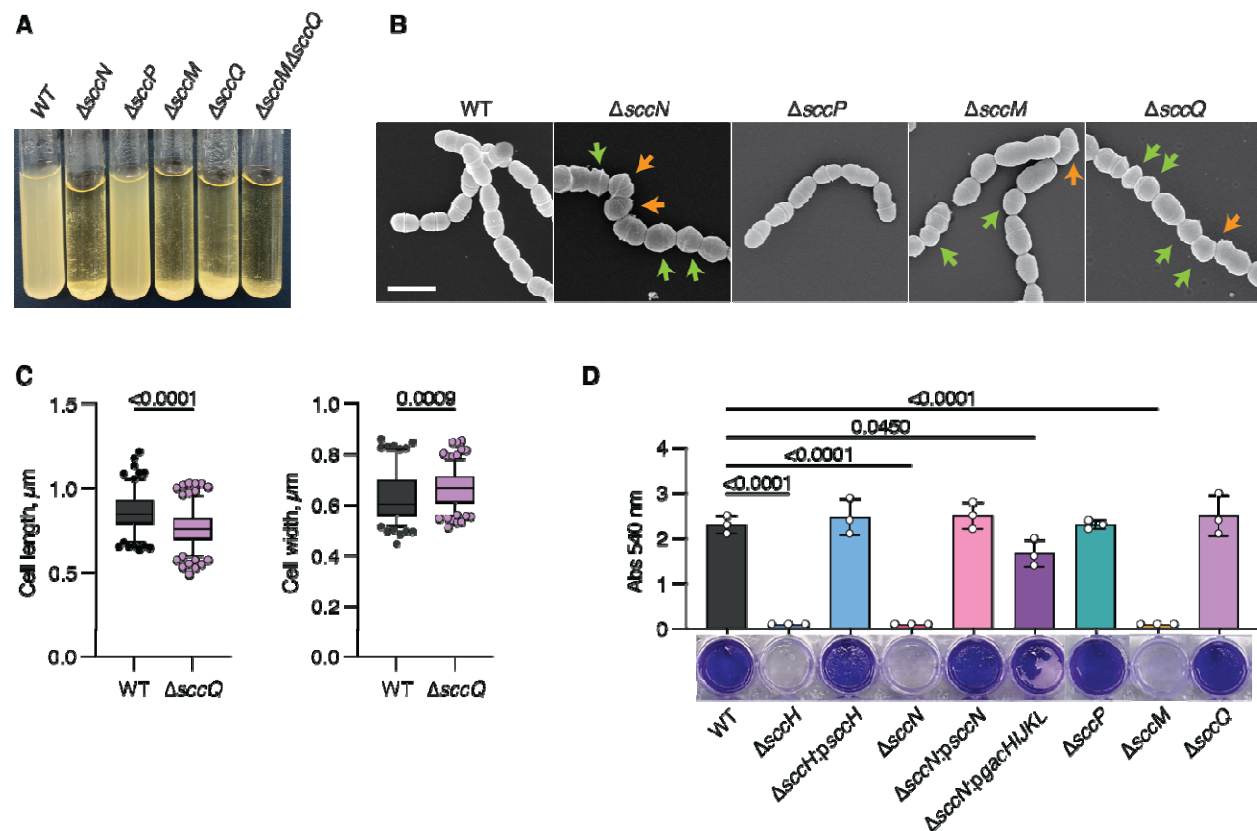 A
WT
ΔsccN
ΔsccP
ΔsccM
ΔsccQ
ΔsccMΔsccQ
B
WT
ΔsccN
ΔsccP
ΔsccM
ΔsccQ
C
Cell length, µm
1.5
1.0
0.5
0.0
<0.0001
WT
ΔsccQ
Cell width, µm
1.0
0.8
0.6
0.4
0.2
0.0
0.0009
WT
ΔsccQ
D
<0.0001
0.0450
<0.0001
<0.0001
Abs 540 nm
4
3
2
1
0
WT
ΔsccH
ΔsccH:psccH
ΔsccN
ΔsccN:psccN
ΔsccN:pgacHIJKL
ΔsccP
ΔsccM
ΔsccQ